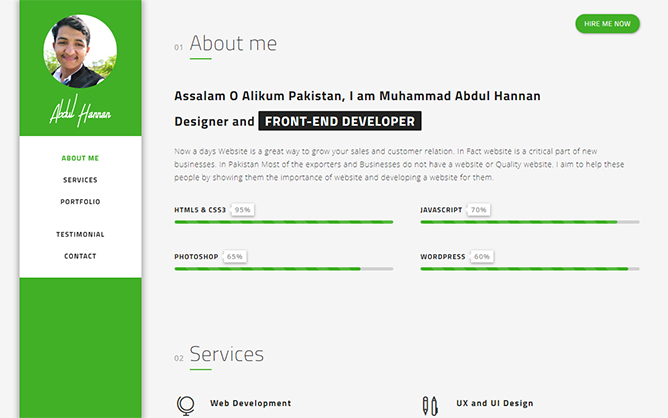 HIRE ME NOW
Abdul Hannan
ABOUT ME
SERVICES
PORTFOLIO
TESTIMONIAL
CONTACT
01 About me
Assalam O Alikum Pakistan, I am Muhammad Abdul Hannan
Designer and FRONT-END DEVELOPER
Now a days Website is a great way to grow your sales and customer relation. In Fact website is a critical part of new
businesses. In Pakistan Most of the exporters and Businesses do not have a website or Quality website. I aim to help these
people by showing them the importance of website and developing a website for them.
HTML5 & CSS3 95%
JAVASCRIPT 70%
PHOTOSHOP 65%
WORDPRESS 60%
02 Services
Web Development
UX and UI Design